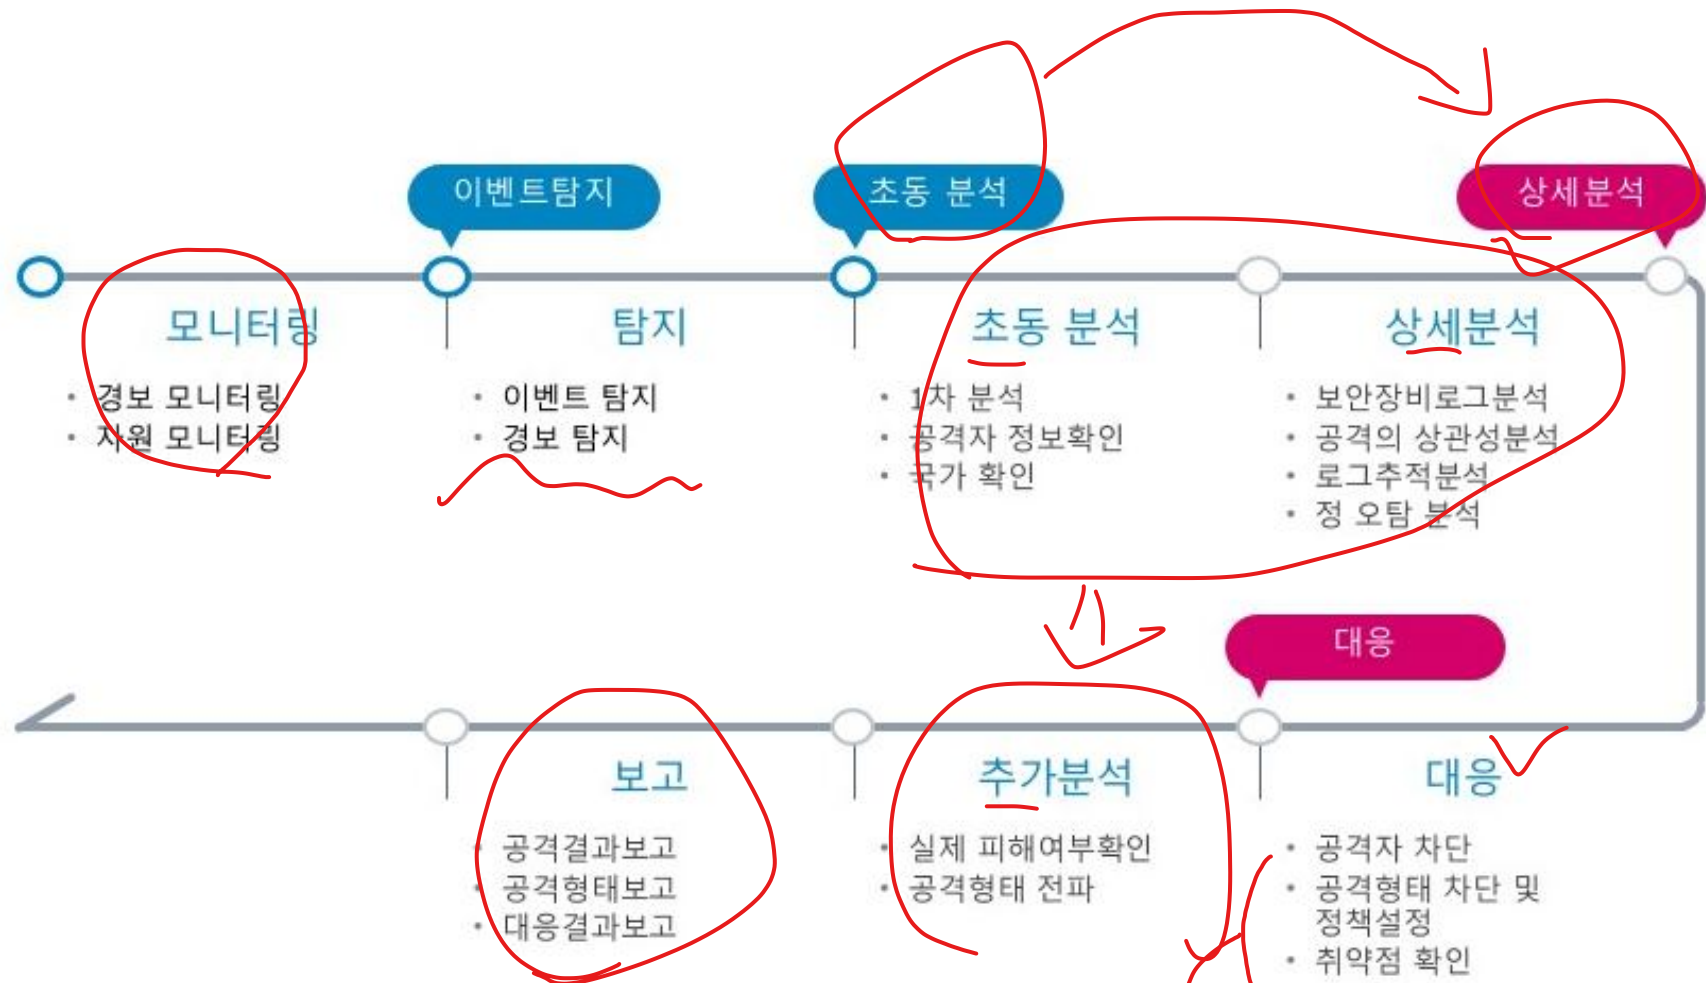 이벤트탐지
초동 분석
상세분석
모니터링
• 경보 모니터링
• 자원 모니터링
탐지
• 이벤트 탐지
• 경보 탐지
초동 분석
• 1차 분석
• 공격자 정보확인
• 국가 확인
상세분석
• 보안장비로그분석
• 공격의 상관성분석
• 로그추적분석
• 정 오탐 분석
대응
대응
• 공격자 차단
• 공격형태 차단 및
정책설정
• 취약점 확인
추가분석
• 실제 피해여부확인
• 공격형태 전파
보고
• 공격결과보고
• 공격형태보고
• 대응결과보고